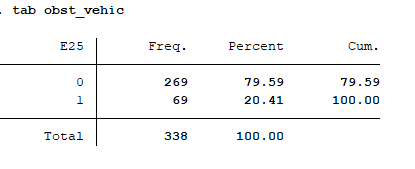 . tab obst_vehic
E25 Freq. Percent Cum.
0 269 79.59 79.59
1 69 20.41 100.00
Total 338 100.00